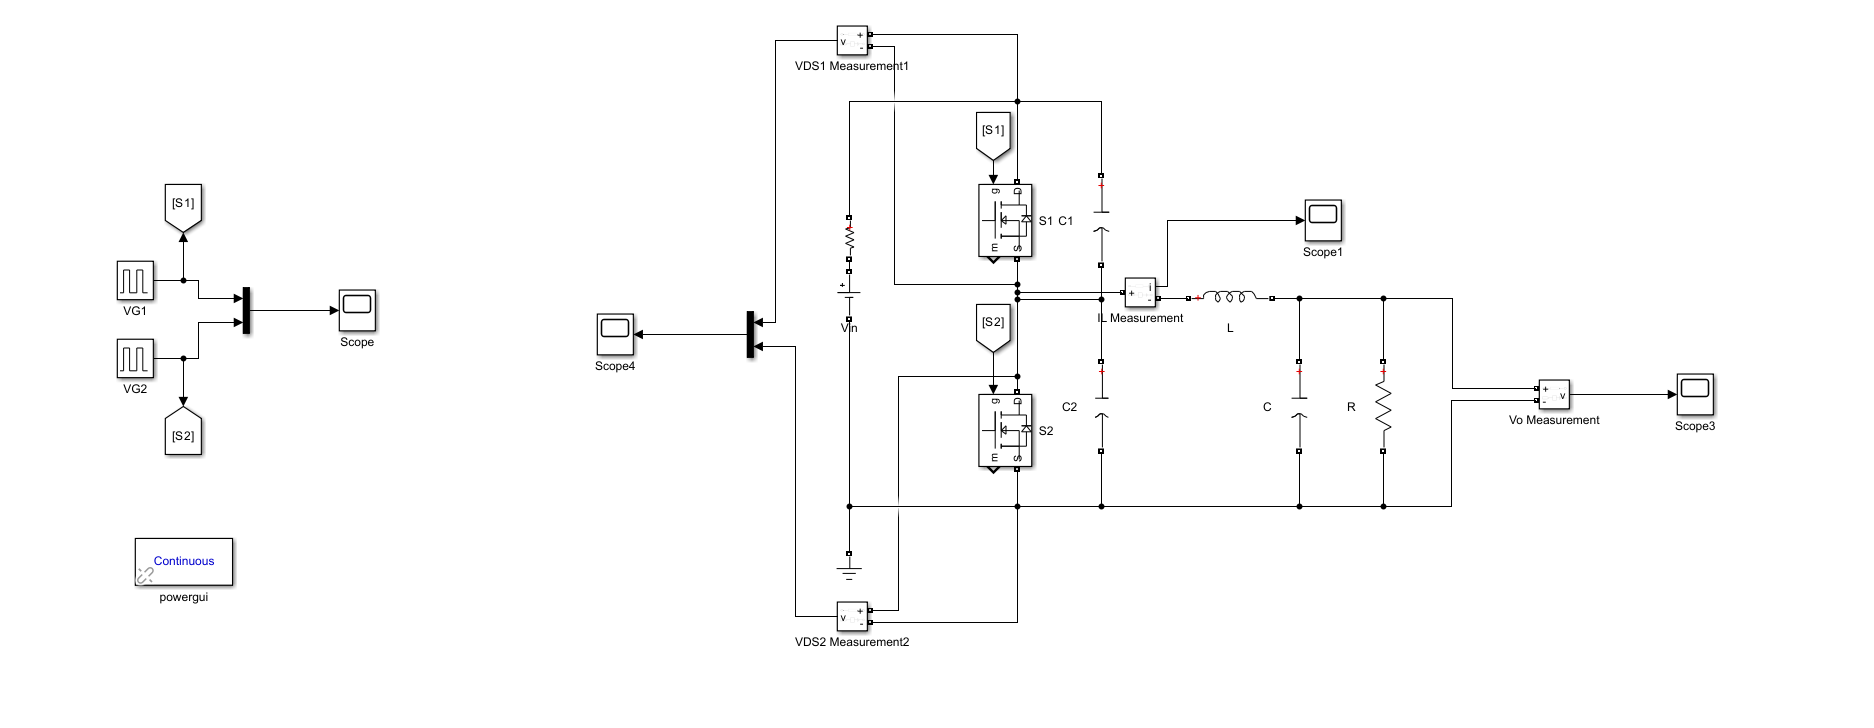 VDS1 Measurement1
[S1]
VG1
VG2
[S2]
Scope
Continuous
powergui
Scope4
v
+
-
Vin
+
[S1]
g
D
m
S
S1
C1
[S2]
g
D
m
S
S2
C2
IL Measurement
+
i
-
Scope1
L
C
R
+
-
v
Vo Measurement
Scope3
v
+
-
VDS2 Measurement2